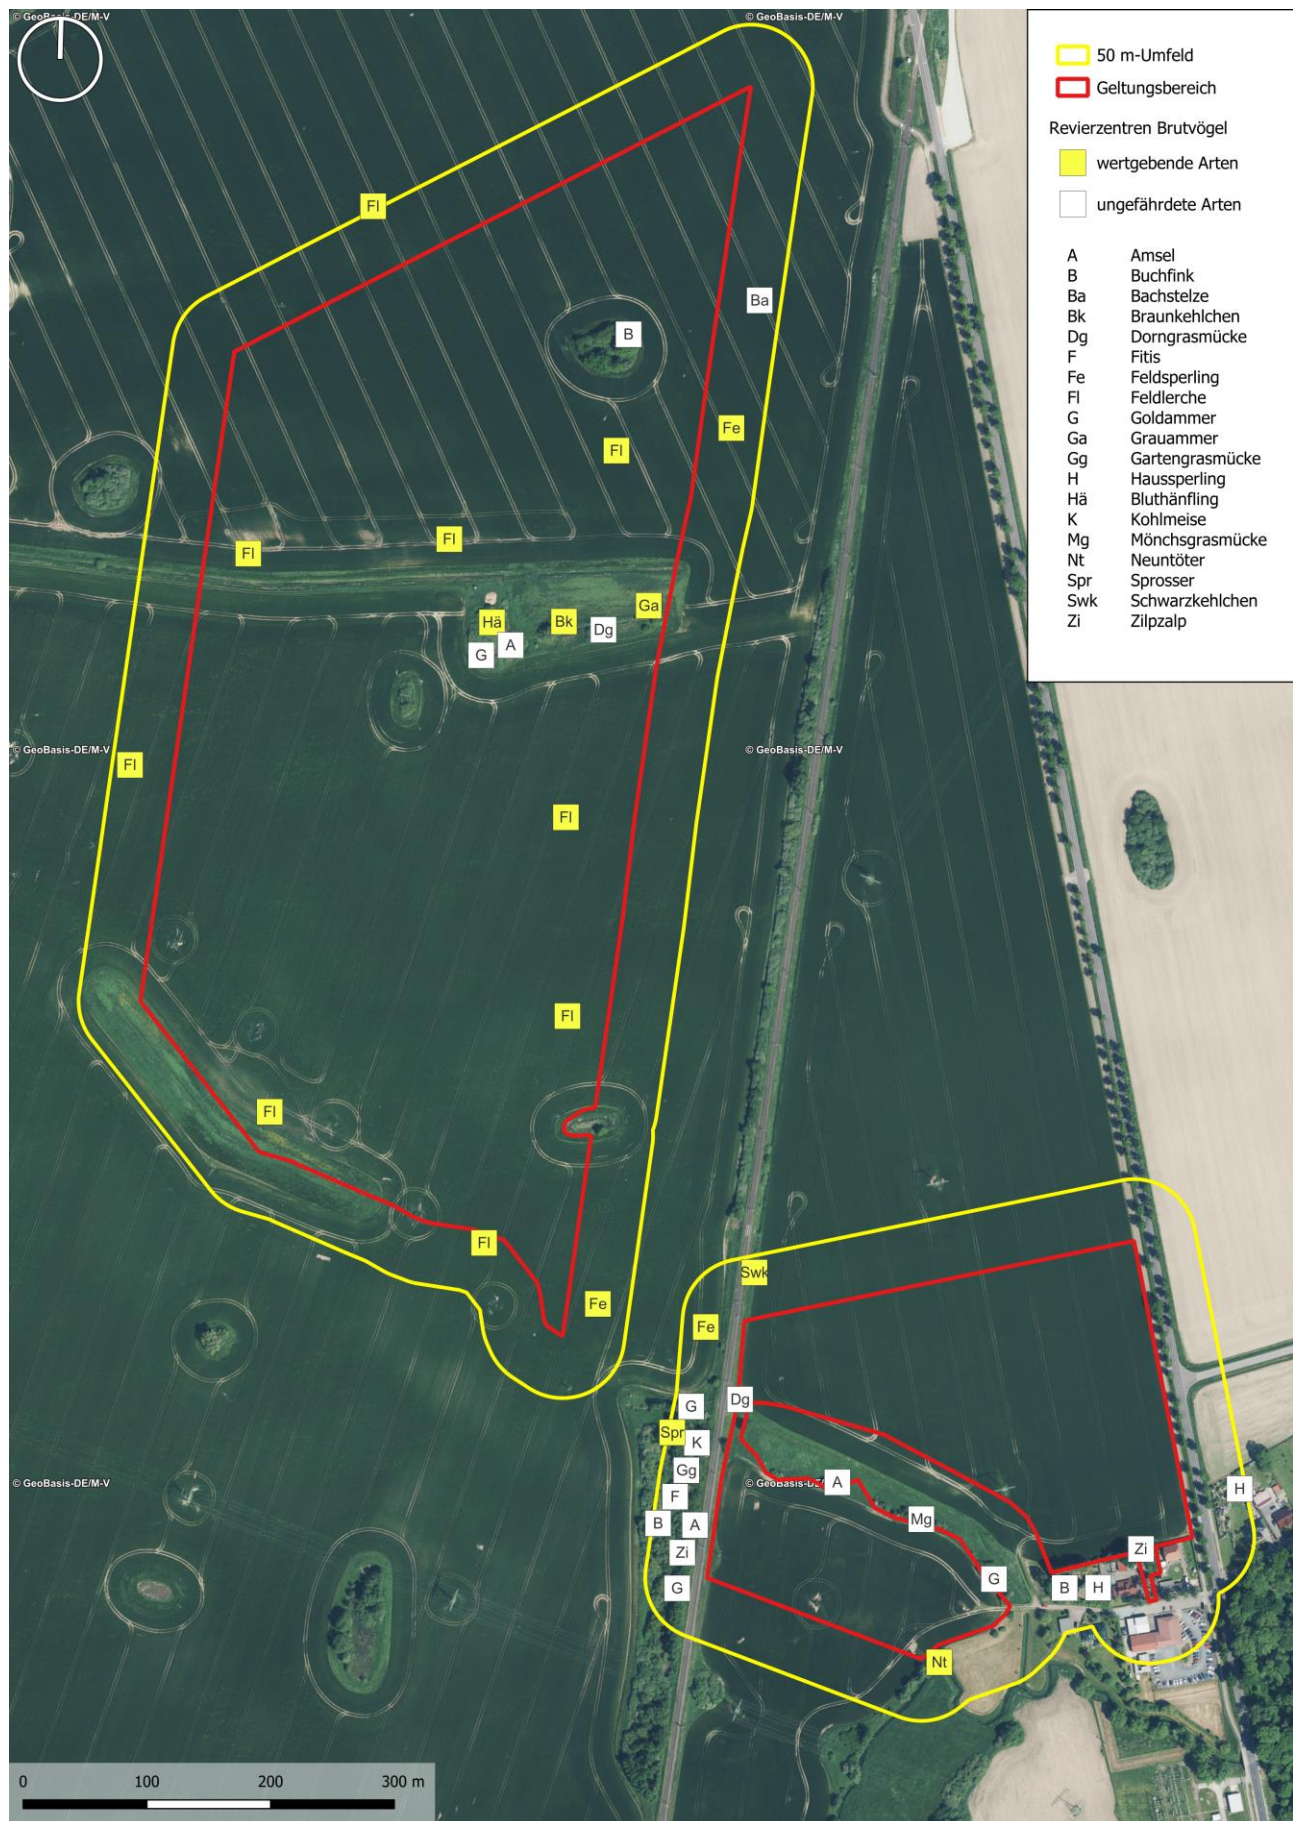 © GeoBasis-DE/M-V
© GeoBasis-DE/M-V
50 m-Umfeld
Geltungsbereich
Revierzentren Brutvögel
wertgebende Arten
ungefährdete Arten
A Amsel
B Buchfink
Ba Bachstelze
Bk Braunkehlchen
Dg Dorngrasmücke
F Fitis
Fe Feldsperling
Fl Feldlerche
G Goldammer
Ga Grauammer
Gg Gartengrasmücke
H Haussperling
Hä Bluthänfling
K Kohlmeise
Mg Mönchsgrasmücke
Nt Neuntöter
Spr Sprosser
Swk Schwarzkehlchen
Zi Zilpzalp
Fl
Ba
B
Fe
Fl
Fl
Fl
Ga
Hä
Bk
Dg
A
G
© GeoBasis-DE/M-V
© GeoBasis-DE/M-V
Fl
Fl
Fl
Fl
Fl
Swk
Fe
Fe
Dg
G
Spr
K
Gg
© GeoBasis-DE/M-V
© GeoBasis-DE/M-V
A
H
F
Mg
B
A
Zi
Zi
G
G
B
H
Nt
0 100 200 300 m